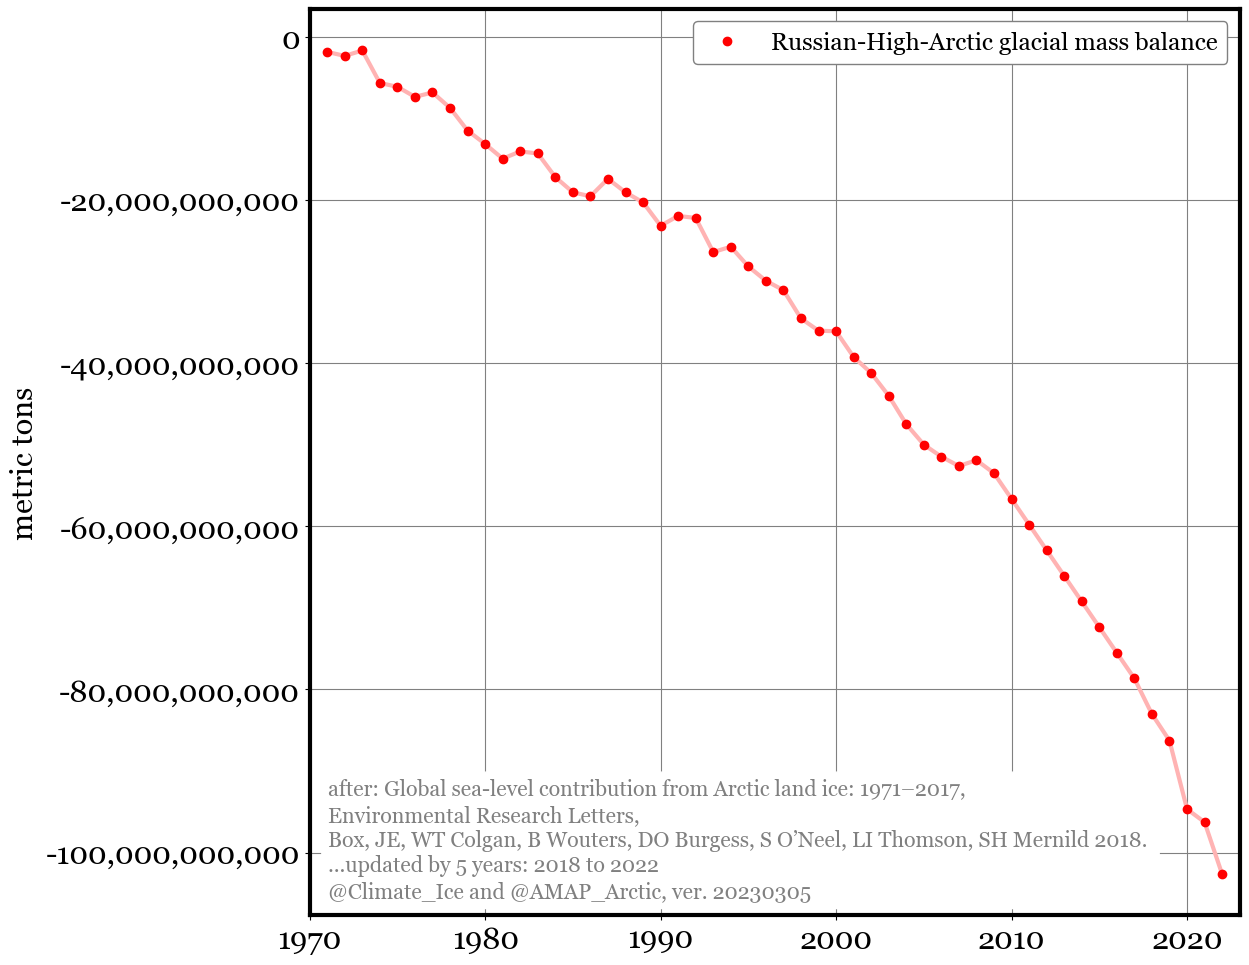 Russian-High-Arctic glacial mass balance
0
-20,000,000,000
-40,000,000,000
-60,000,000,000
-80,000,000,000
-100,000,000,000
metric tons
after: Global sea-level contribution from Arctic land ice: 1971–2017,
Environmental Research Letters,
Box, JE, WT Colgan, B Wouters, DO Burgess, S O’Neel, LI Thomson, SH Mernild 2018.
...updated by 5 years: 2018 to 2022
@Climate_Ice and @AMAP_Arctic, ver. 20230305
1970 1980 1990 2000 2010 2020